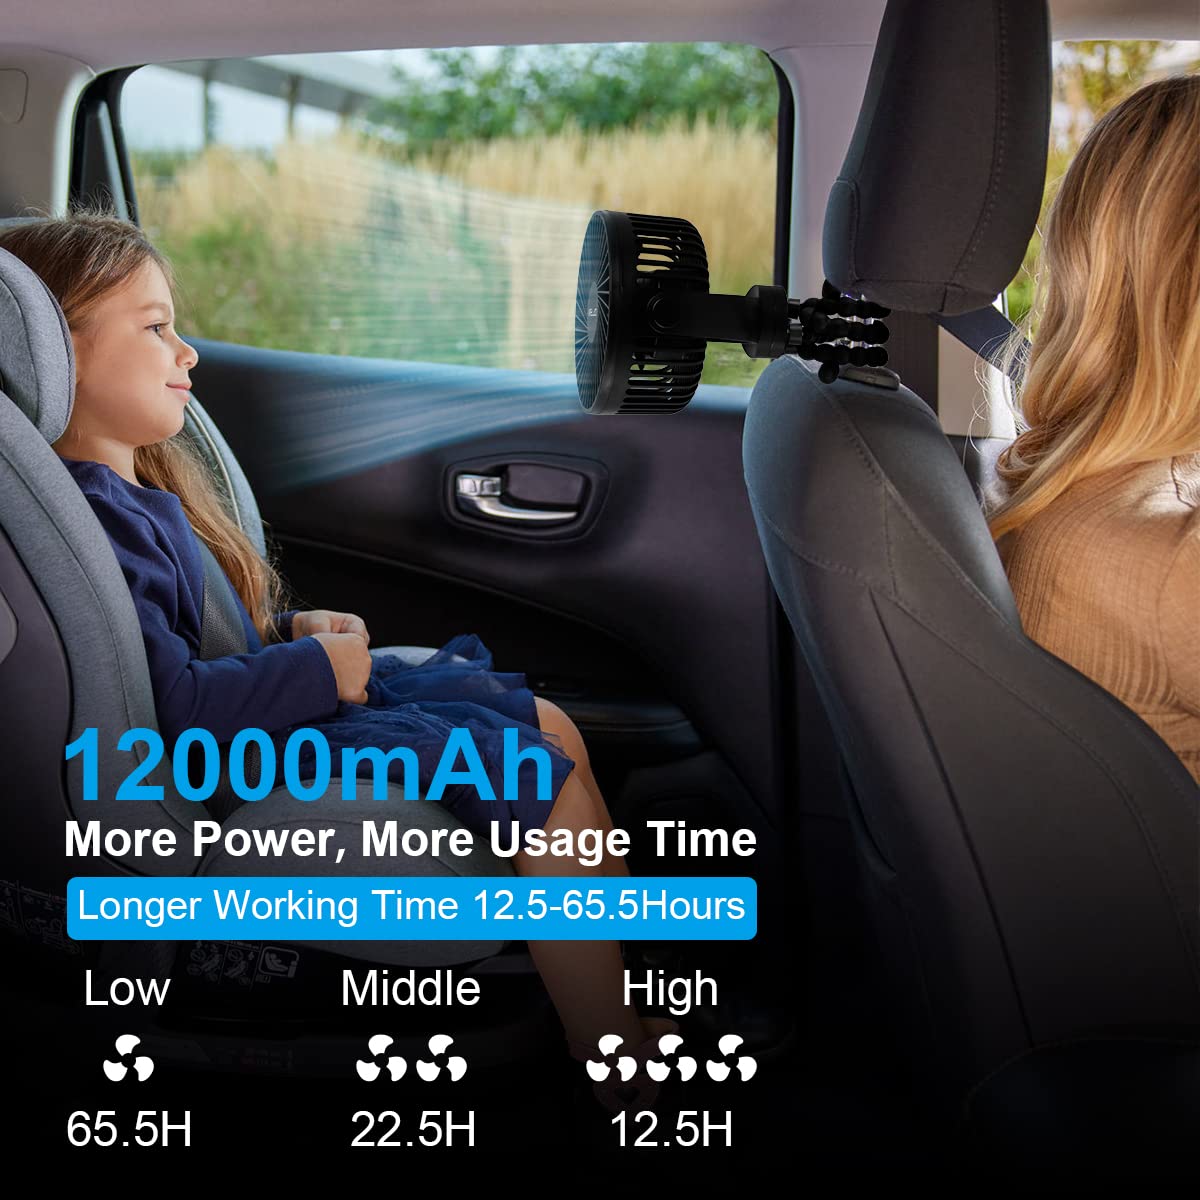 12000mAh
More Power, More Usage Time
Longer Working Time 12.5-65.5Hours
Low Middle High
65.5H 22.5H 12.5H